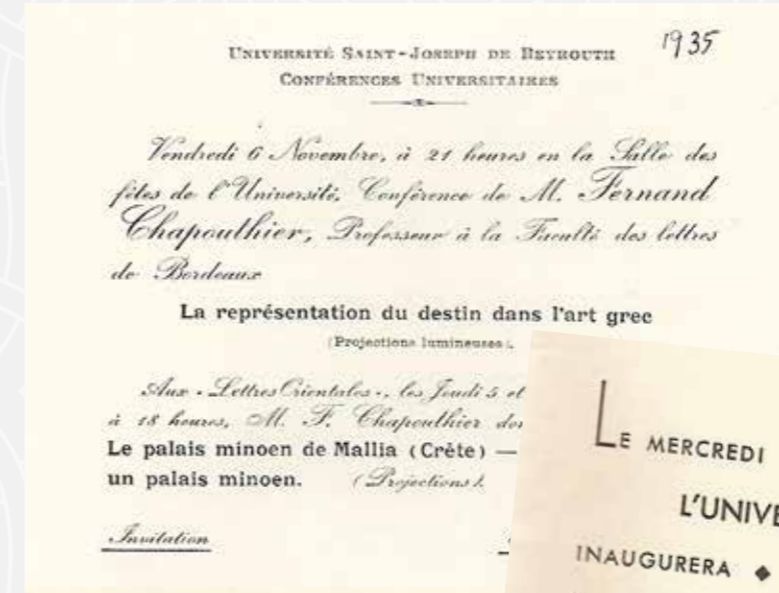 1935
UNIVERSITÉ SAINT-JOSEPH DE BEYROUTH
CONFÉRENCES UNIVERSITAIRES
Vendredi 6 Novembre, à 21 heures en la Salle des
fêtes de l'Université, Conférence de M. Fernand
Chapouthier, Professeur à la Faculté des lettres
de Bordeaux
La représentation du destin dans l'art grec
(Projections lumineuses).
Aux « Lettres Orientales », les Jeudi 5 et
à 18 heures, M. F. Chapouthier
Le palais minoen de Mallia (Crète) —
un palais minoen. (Projections).
Invitation
LE MERCREDI
L'UNIVE
INAUGURERA ◆